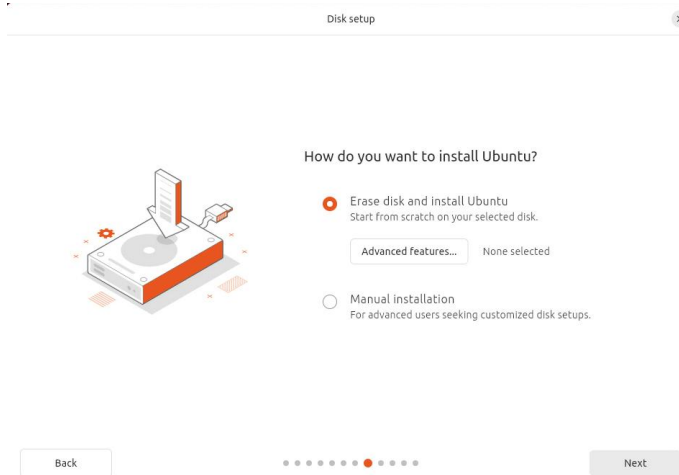 Disk setup
How do you want to install Ubuntu?
Erase disk and install Ubuntu
Start from scratch on your selected disk.
Advanced features... None selected
Manual installation
For advanced users seeking customized disk setups.
Back Next